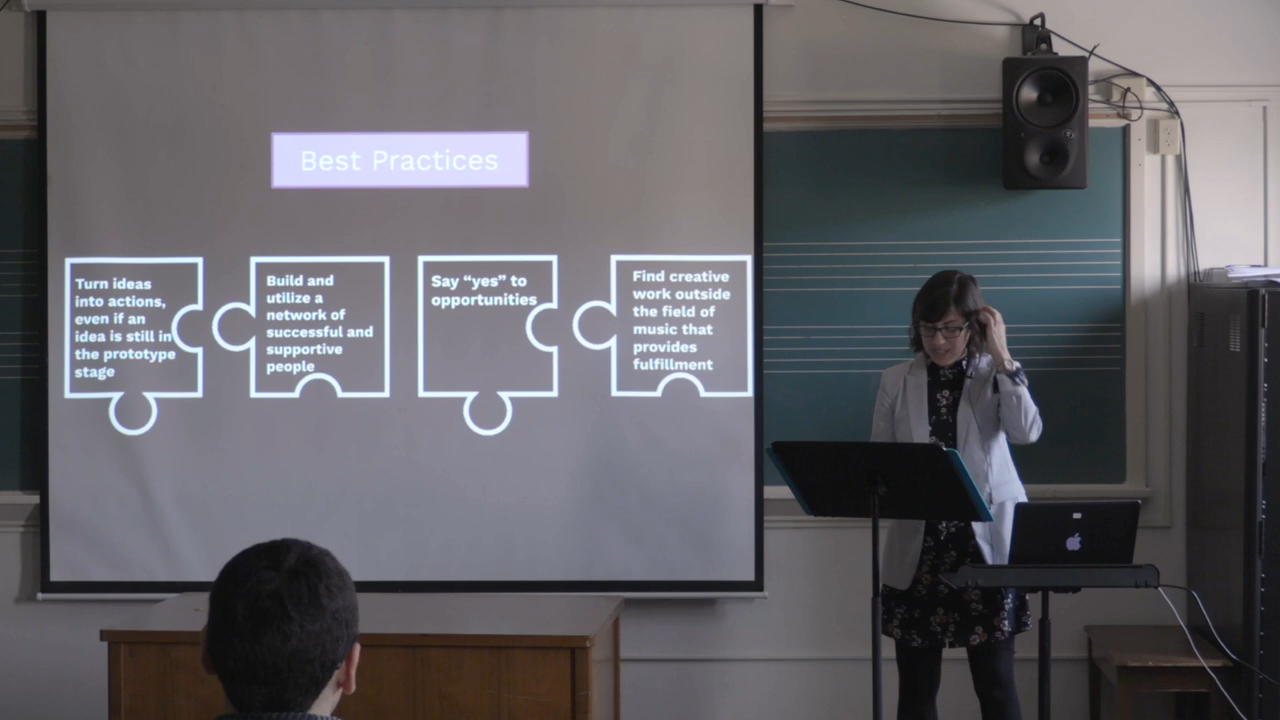 Best Practices
Turn ideas
into actions,
even if an
idea is still in
the prototype
stage
Build and
utilize a
network of
successful and
supportive
people
Say “yes” to
opportunities
Find creative
work outside
the field of
music that
provides
fulfillment